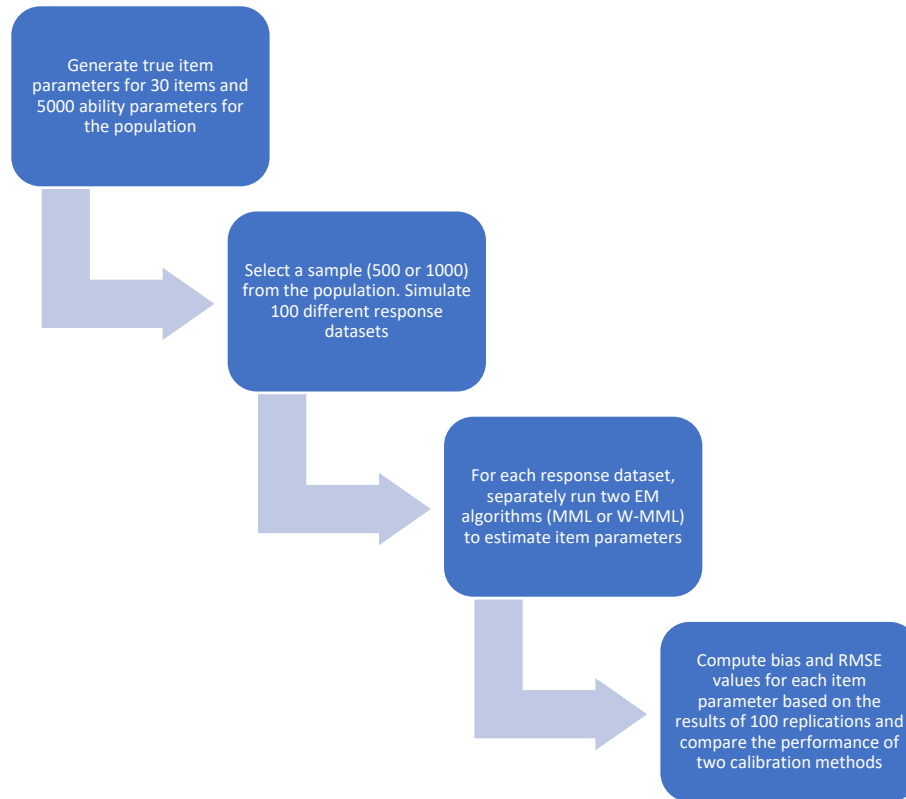 Generate true item
parameters for 30 items and
5000 ability parameters for
the population
Select a sample (500 or 1000)
from the population. Simulate
100 different response
datasets
For each response dataset,
separately run two EM
algorithms (MML or W-MML)
to estimate item parameters
Compute bias and RMSE
values for each item
parameter based on the
results of 100 replications and
compare the performance of
two calibration methods